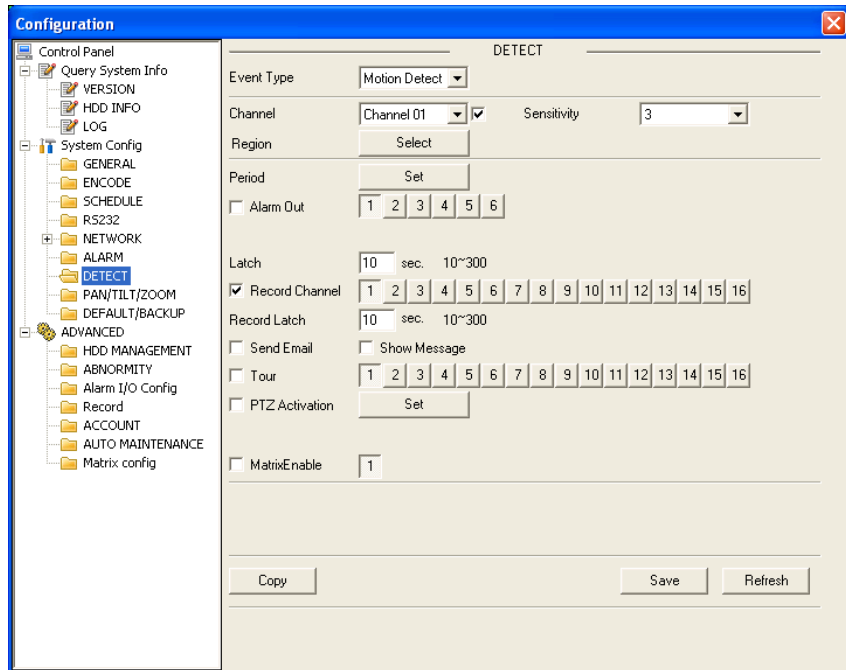 Configuration
Control Panel
Query System Info
VERSION
HDD INFO
LOG
System Config
GENERAL
ENCODE
SCHEDULE
RS232
NETWORK
ALARM
DETECT
PAN/TILT/ZOOM
DEFAULT/BACKUP
ADVANCED
HDD MANAGEMENT
ABNORMITY
Alarm I/O Config
Record
ACCOUNT
AUTO MAINTENANCE
Matrix config
DETECT
Event Type Motion Detect
Channel Channel 01 Sensitivity 3
Region Select
Period Set
Alarm Out 1 2 3 4 5 6
Latch 10 sec. 10~300
Record Channel 1 2 3 4 5 6 7 8 9 10 11 12 13 14 15 16
Record Latch 10 sec. 10~300
Send Email Show Message
Tour 1 2 3 4 5 6 7 8 9 10 11 12 13 14 15 16
PTZ Activation Set
MatrixEnable 1
Copy Save Refresh